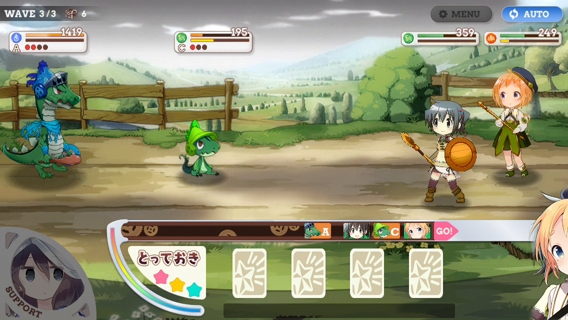 WAVE 3/3 6
MENU
AUTO
1419
A
195
C
359
249
A
C
GO!
とっておき
SUPPORT